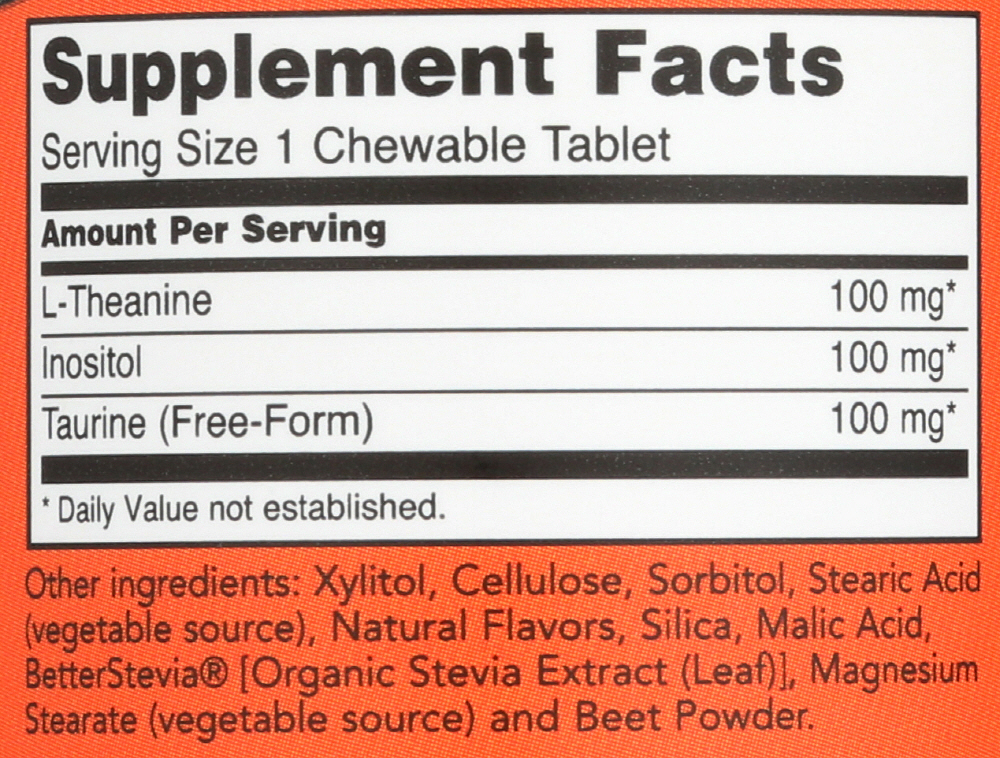 Supplement Facts
Serving Size 1 Chewable Tablet
Amount Per Serving
L-Theanine 100 mg*
Inositol 100 mg*
Taurine (Free-Form) 100 mg*
* Daily Value not established.
Other ingredients: Xylitol, Cellulose, Sorbitol, Stearic Acid
(vegetable source), Natural Flavors, Silica, Malic Acid,
BetterStevia® [Organic Stevia Extract (Leaf)], Magnesium
Stearate (vegetable source) and Beet Powder.